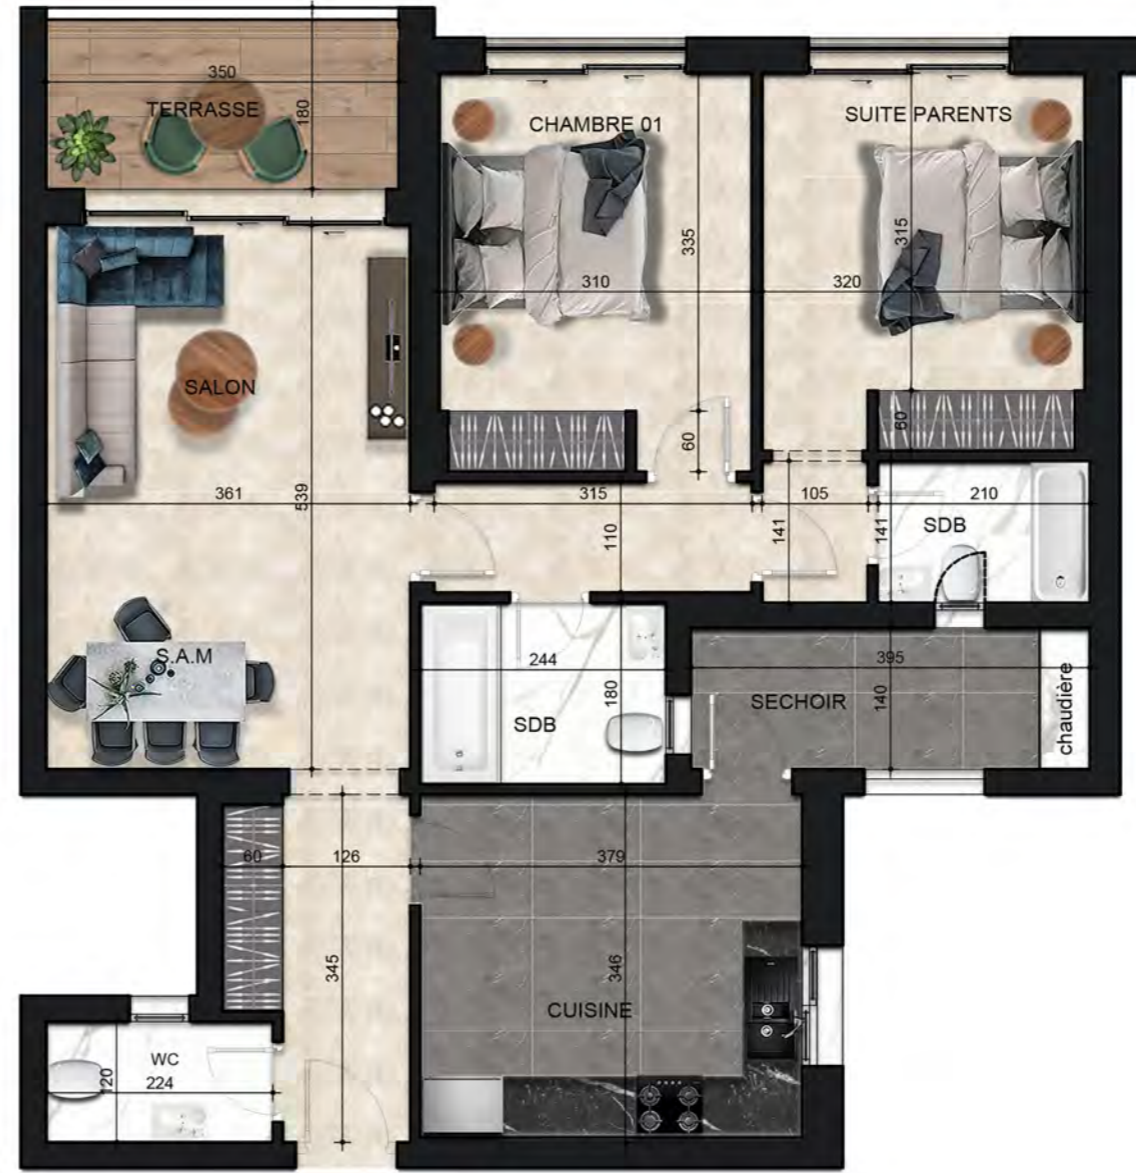 350
TERRASSE
180
CHAMBRE 01
SUITE PARENTS
335
315
310
320
SALON
60
60
361
539
315
105
210
110
141
141
SDB
S.A.M
244
180
SDB
395
SECHOIR
140
chaudière
60
126
379
345
346
CUISINE
WC
120
224